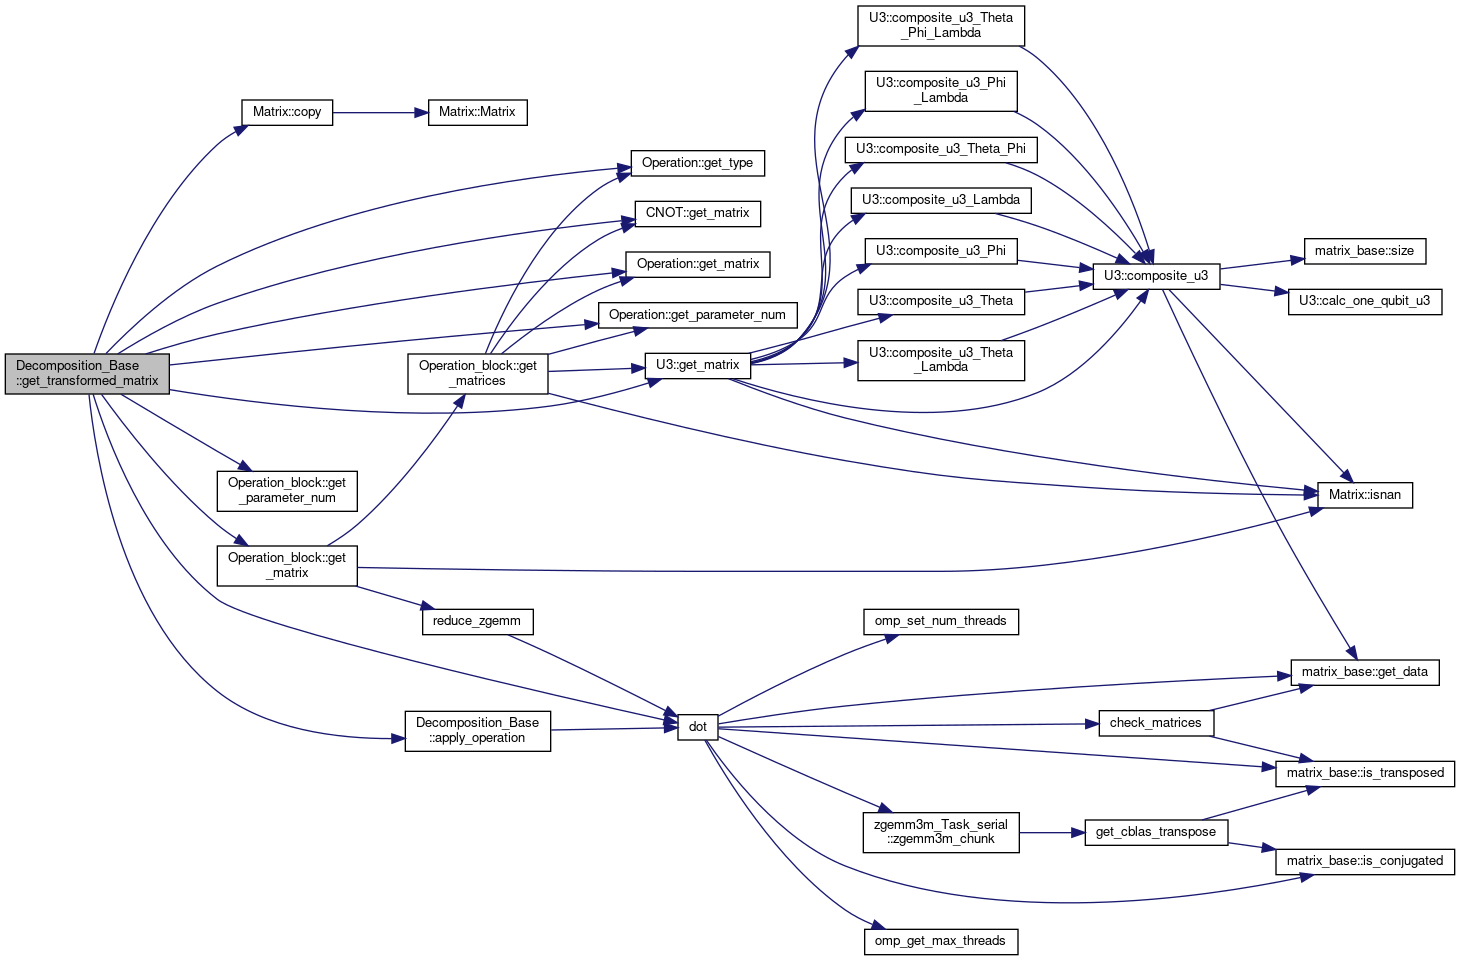 U3::composite_u3_Theta
_Phi_Lambda
U3::composite_u3_Phi
_Lambda
Matrix::copy
Matrix::Matrix
U3::composite_u3_Theta_Phi
Operation::get_type
U3::composite_u3_Lambda
CNOT::get_matrix
U3::composite_u3_Phi
matrix_base::size
Operation::get_matrix
U3::composite_u3
U3::composite_u3_Theta
U3::calc_one_qubit_u3
Operation::get_parameter_num
Decomposition_Base
::get_transformed_matrix
Operation_block::get
_matrices
U3::get_matrix
U3::composite_u3_Theta
_Lambda
Operation_block::get
_parameter_num
Matrix::isnan
Operation_block::get
_matrix
reduce_zgemm
omp_set_num_threads
matrix_base::get_data
Decomposition_Base
::apply_operation
dot
check_matrices
matrix_base::is_transposed
zgemm3m_Task_serial
::zgemm3m_chunk
get_cblas_transpose
matrix_base::is_conjugated
omp_get_max_threads